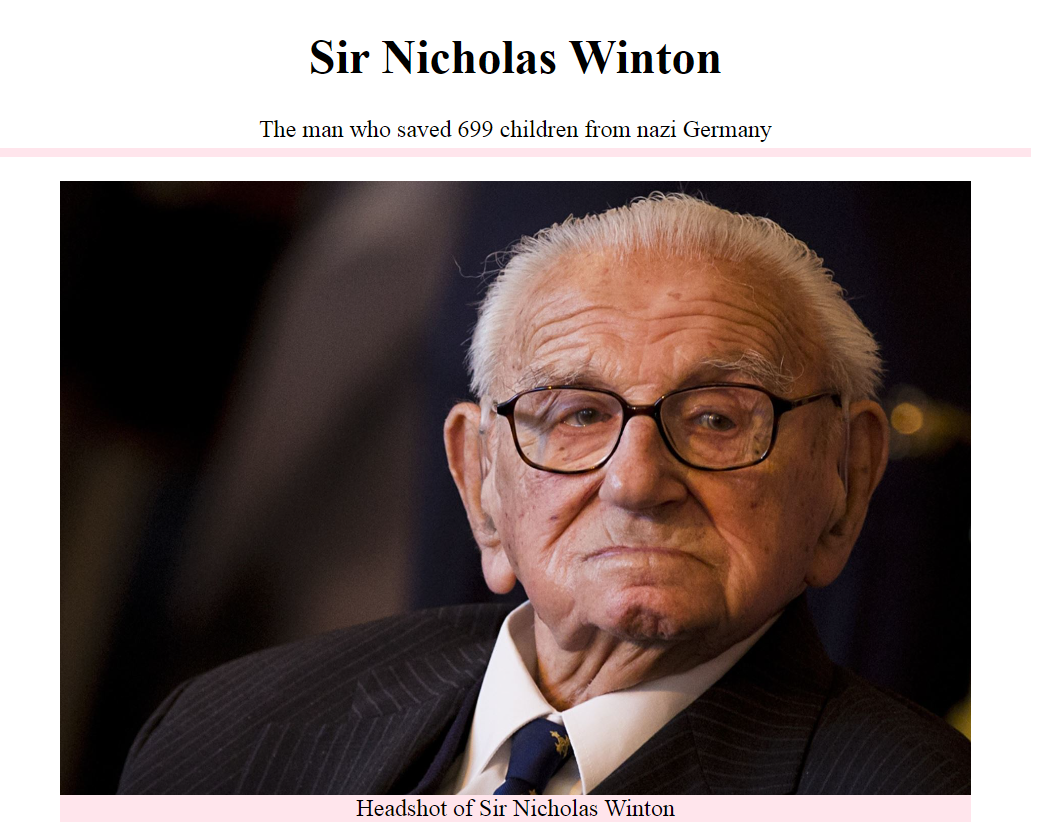 Sir Nicholas Winton
The man who saved 699 children from nazi Germany
Headshot of Sir Nicholas Winton